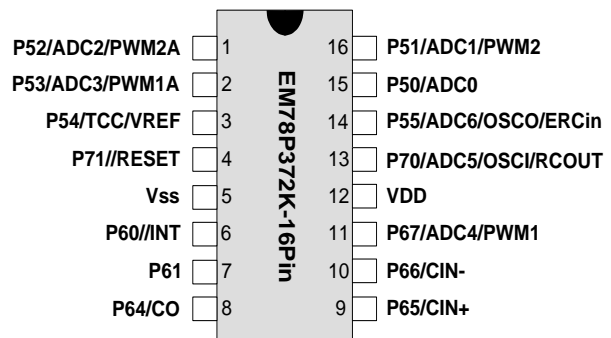 P52/ADC2/PWM2A 1 16 P51/ADC1/PWM2
P53/ADC3/PWM1A 2 15 P50/ADC0
P54/TCC/VREF 3 14 P55/ADC6/OSCO/ERCin
P71//RESET 4 13 P70/ADC5/OSCI/RCOUT
Vss 5 12 VDD
P60//INT 6 11 P67/ADC4/PWM1
P61 7 10 P66/CIN-
P64/CO 8 9 P65/CIN+
EM78P372K-16Pin